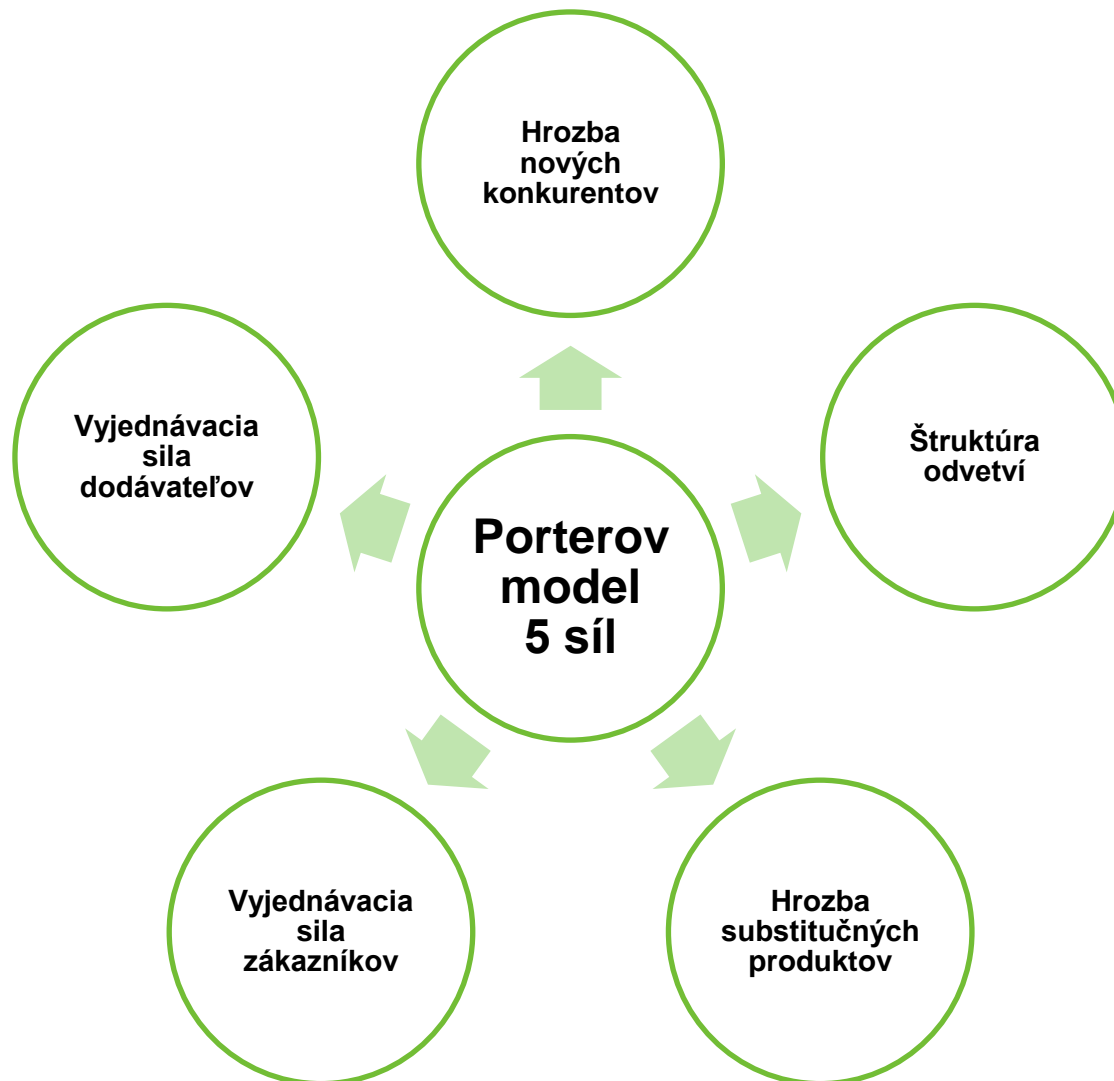 Hrozba
nových
konkurentov
Štruktúra
odvetví
Hrozba
substitučných
produktov
Vyjednávacia
sila
zákazníkov
Vyjednávacia
sila
dodávateľov
Porterov
model
5 síl